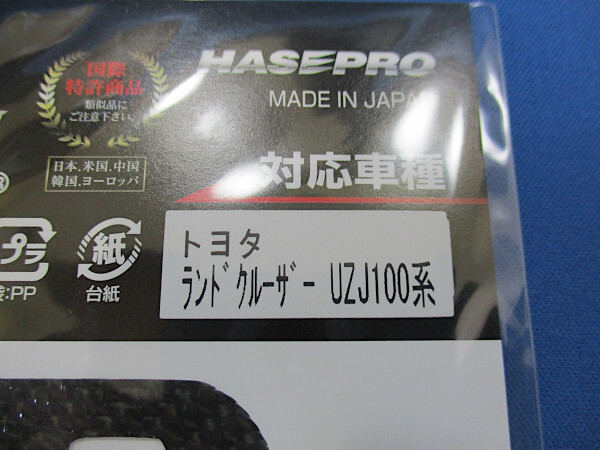 国際
特許商品
類似品に
ご注意下さい。
日本、米国、中国
韓国、ヨーロッパ
®
HASEPRO
MADE IN JAPAN
対応車種
トヨタ
ランドクルーザー UZJ100系
プラ
:PP
紙
台紙